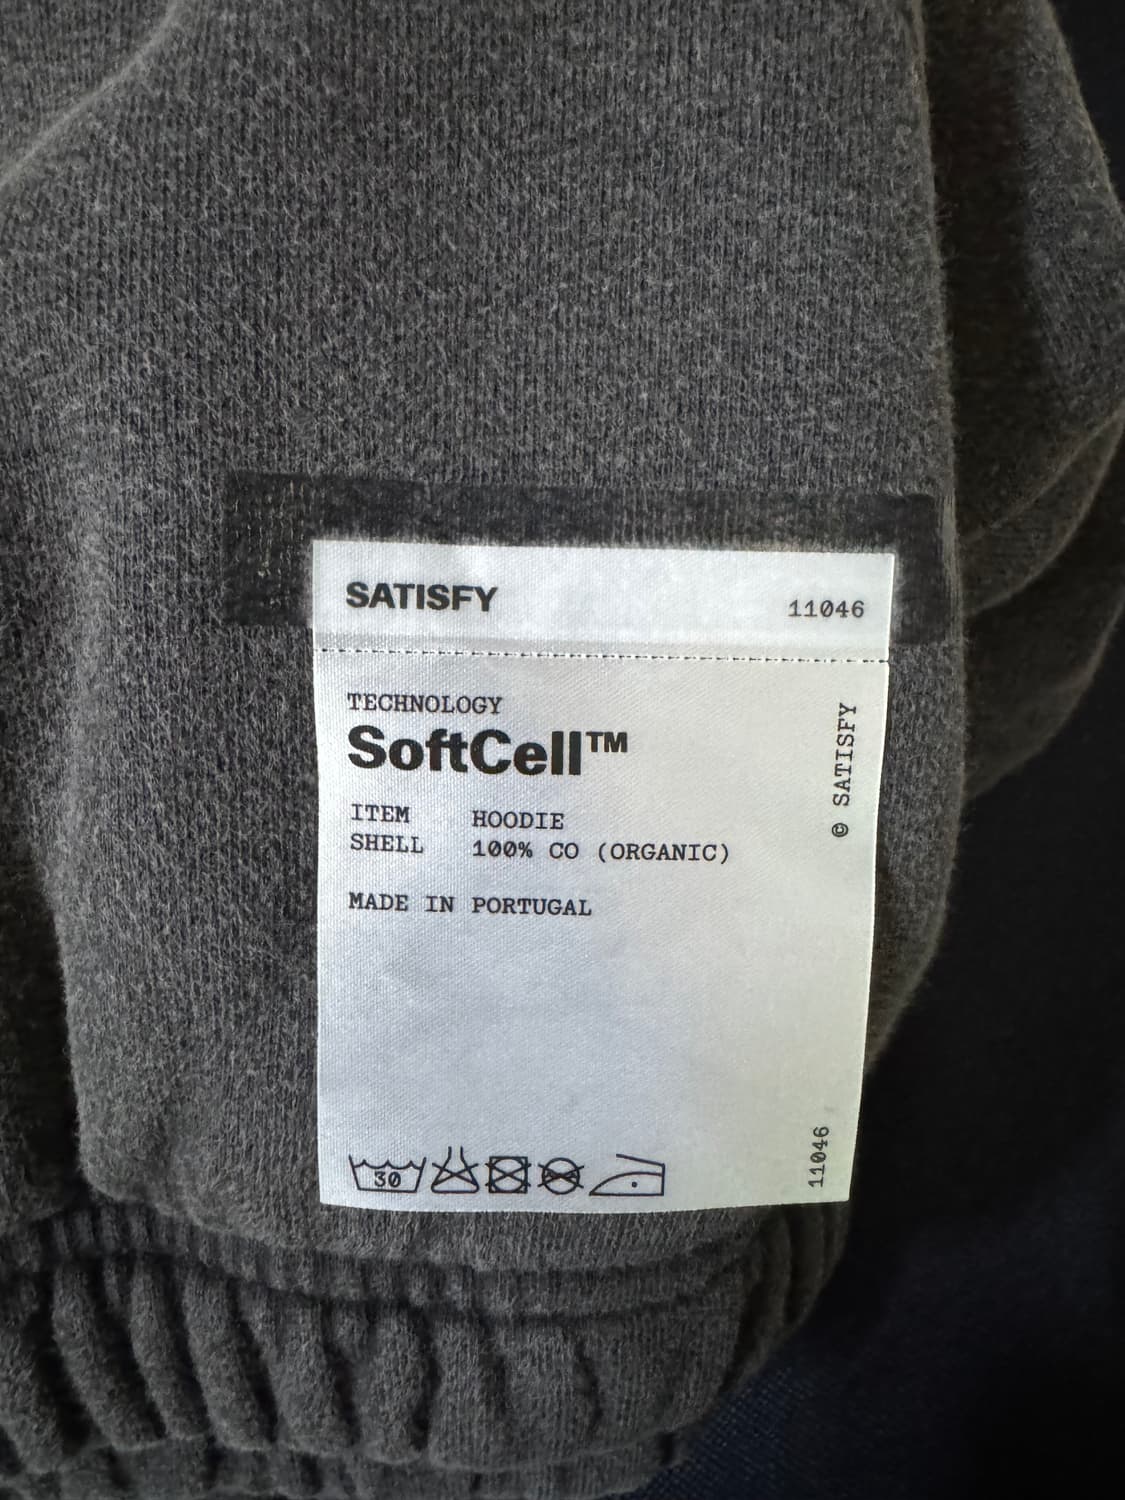 SATISFY 11046
TECHNOLOGY
SoftCell™
ITEM HOODIE
SHELL 100% CO (ORGANIC)
MADE IN PORTUGAL
© SATISFY
30
11046